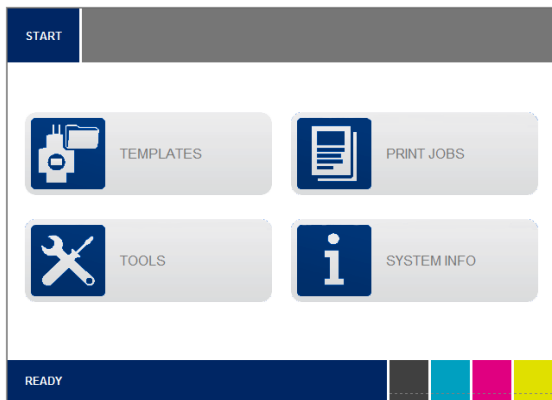 START
TEMPLATES
PRINT JOBS
TOOLS
SYSTEM INFO
READY